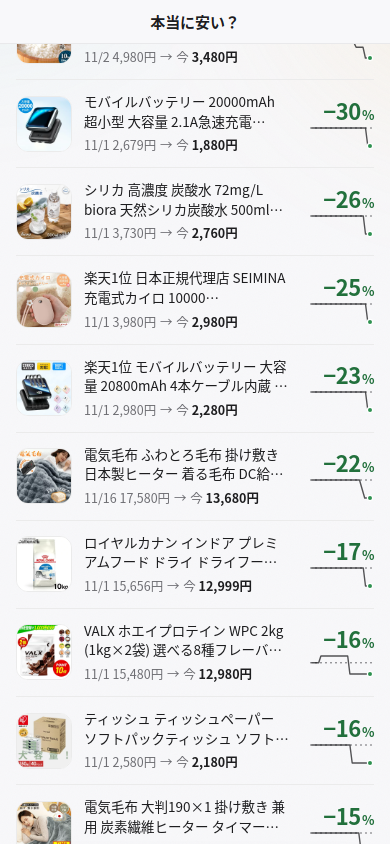 本当に安い？
11/2 4,980円 → 今 3,480円
モバイルバッテリー 20000mAh
超小型 大容量 2.1A急速充電…
11/1 2,679円 → 今 1,880円
−30%
シリカ 高濃度 炭酸水 72mg/L
biora 天然シリカ炭酸水 500ml…
11/1 3,730円 → 今 2,760円
−26%
楽天1位 日本正規代理店 SEIMINA
充電式カイロ 10000…
11/1 3,980円 → 今 2,980円
−25%
楽天1位 モバイルバッテリー 大容
量 20800mAh 4本ケーブル内蔵 …
11/1 2,980円 → 今 2,280円
−23%
電気毛布 ふわとろ毛布 掛け敷き
日本製ヒーター 着る毛布 DC給…
11/16 17,580円 → 今 13,680円
−22%
10kg
ロイヤルカナン インドア プレミ
アムフード ドライ ドライフー…
11/1 15,656円 → 今 12,999円
−17%
VALX
VALX ホエイプロテイン WPC 2kg
(1kg×2袋) 選べる8種フレーバ…
11/1 15,480円 → 今 12,980円
−16%
ティッシュ ティッシュペーパー
ソフトパックティッシュ ソフト…
11/1 2,580円 → 今 2,180円
−16%
電気毛布 大判190×1 掛け敷き 兼
用 炭素繊維ヒーター タイマー…
−15%